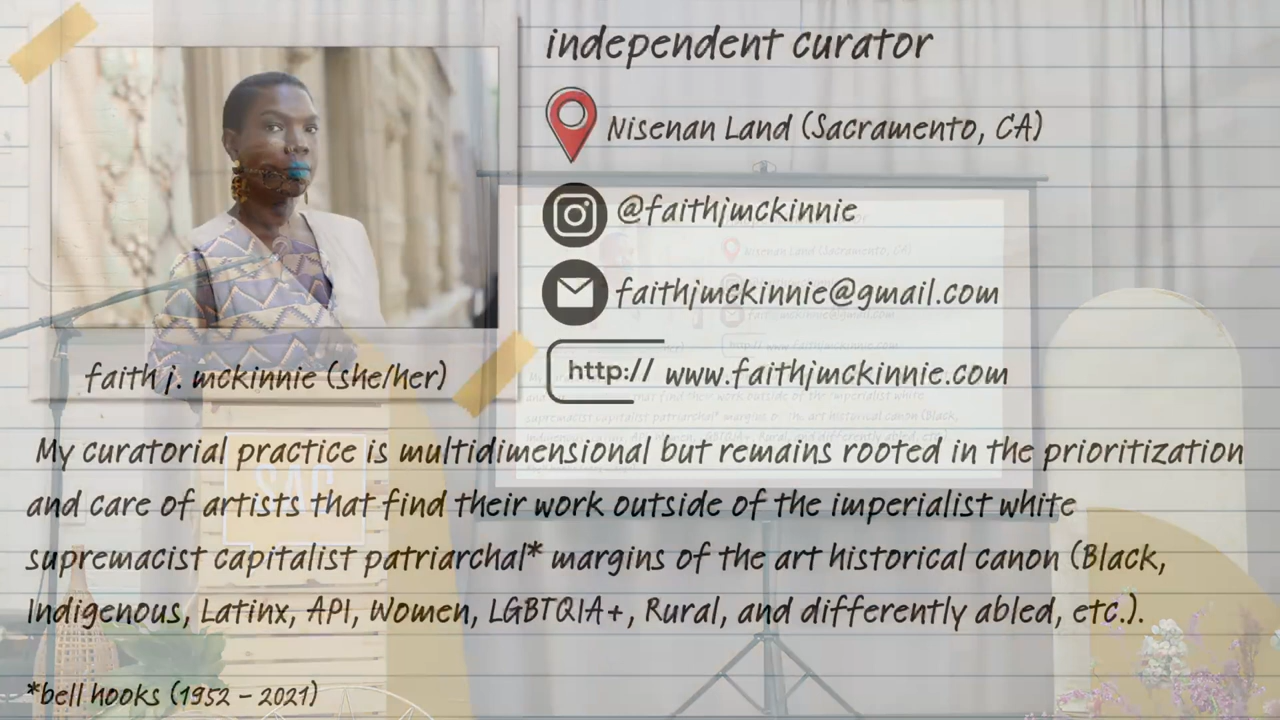 independent curator
Nisenan Land (Sacramento, CA)
@faithjmckinnie
faithjmckinnie@gmail.com
http:// www.faithjmckinnie.com
faith j. mckinnie (she/her)
My curatorial practice is multidimensional but remains rooted in the prioritization
and care of artists that find their work outside of the imperialist white
supremacist capitalist patriarchal* margins of the art historical canon (Black,
Indigenous, Latinx, API, Women, LGBTQIA+, Rural, and differently abled, etc.).
*bell hooks (1952 – 2021)
SAC